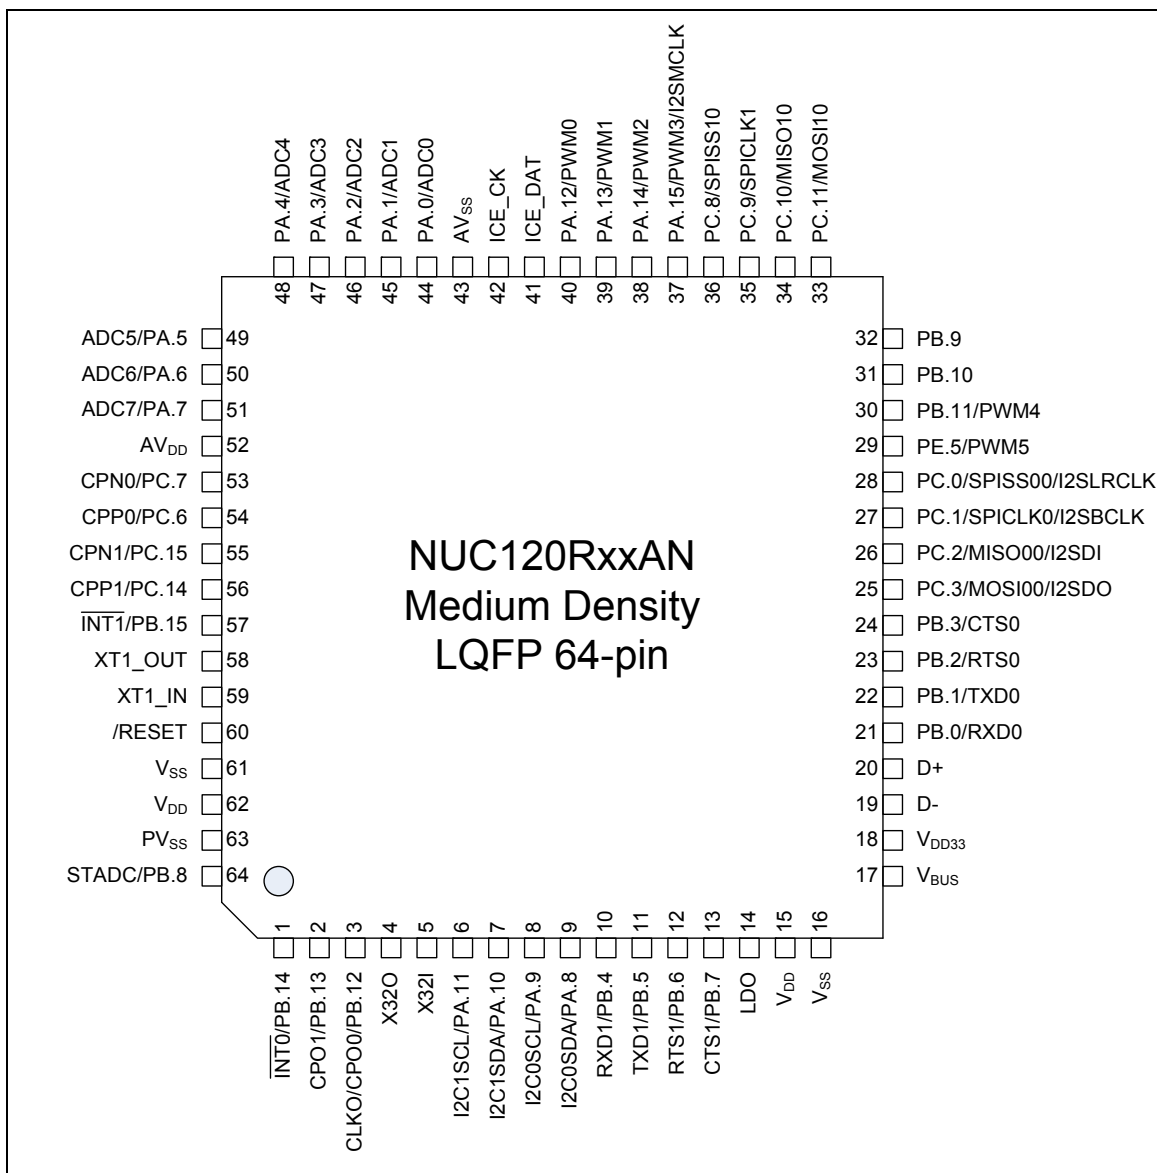 PA.4/ADC4
PA.3/ADC3
PA.2/ADC2
PA.1/ADC1
PA.0/ADC0
AVSS
ICE_CK
ICE_DAT
PA.12/PWM0
PA.13/PWM1
PA.14/PWM2
PA.15/PWM3/I2SMCLK
PC.8/SPISS10
PC.9/SPICLK1
PC.10/MISO10
PC.11/MOSI10
48 47 46 45 44 43 42 41 40 39 38 37 36 35 34 33
ADC5/PA.5 49
ADC6/PA.6 50
ADC7/PA.7 51
AVDD 52
CPN0/PC.7 53
CPP0/PC.6 54
CPN1/PC.15 55
CPP1/PC.14 56
INT1/PB.15 57
XT1_OUT 58
XT1_IN 59
/RESET 60
VSS 61
VDD 62
PVSS 63
STADC/PB.8 64
NUC120RxxAN
Medium Density
LQFP 64-pin
32 PB.9
31 PB.10
30 PB.11/PWM4
29 PE.5/PWM5
28 PC.0/SPISS00/I2SLRCLK
27 PC.1/SPICLK0/I2SBCLK
26 PC.2/MISO00/I2SDI
25 PC.3/MOSI00/I2SDO
24 PB.3/CTS0
23 PB.2/RTS0
22 PB.1/TXD0
21 PB.0/RXD0
20 D+
19 D-
18 VDD33
17 VBUS
1 2 3 4 5 6 7 8 9 10 11 12 13 14 15 16
INT0/PB.14
CPO1/PB.13
CLKO/CPO0/PB.12
X32O
X32I
I2C1SCL/PA.11
I2C1SDA/PA.10
I2C0SCL/PA.9
I2C0SDA/PA.8
RXD1/PB.4
TXD1/PB.5
RTS1/PB.6
CTS1/PB.7
LDO
VDD
VSS